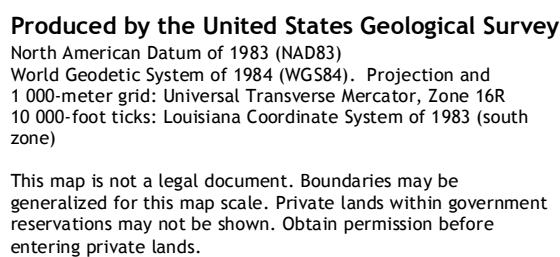 Produced by the United States Geological Survey
North American Datum of 1983 (NAD83)
World Geodetic System of 1984 (WGS84).  Projection and
1 000-meter grid: Universal Transverse Mercator, Zone 16R
10 000-foot ticks: Louisiana Coordinate System of 1983 (south
zone)

This map is not a legal document. Boundaries may be
generalized for this map scale. Private lands within government
reservations may not be shown. Obtain permission before
entering private lands.